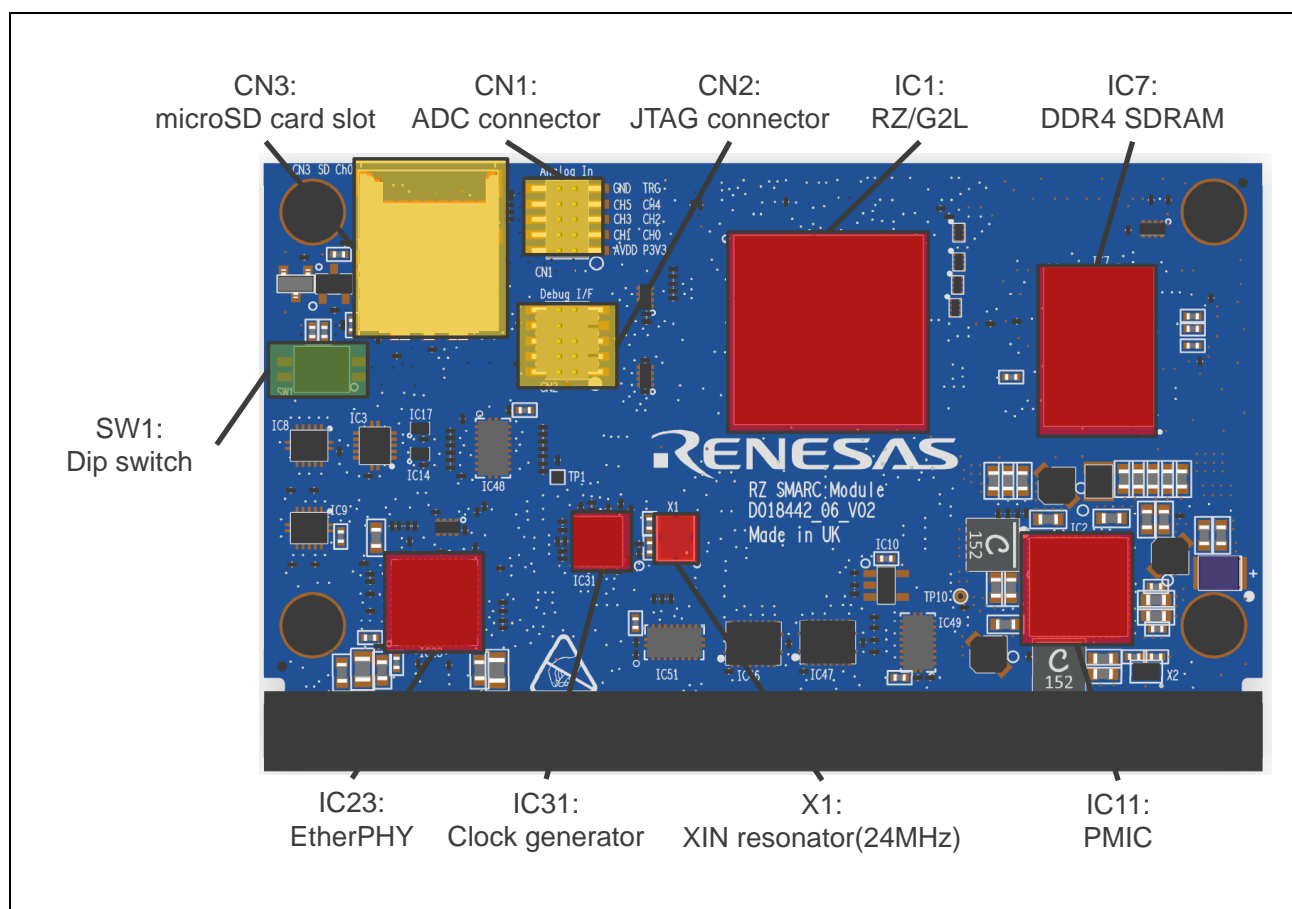 CN3:
microSD card slot
CN1:
ADC connector
CN2:
JTAG connector
IC1:
RZ/G2L
IC7:
DDR4 SDRAM
CN3 SD Ch0
Analog In
GND TRG
CH5 CH4
CH3 CH2
CH1 CH0
AVDD P3V3
CN1
Debug I/F
CN2
SW1
SW1:
Dip switch
IC8
IC3
IC17
IC14
IC48
TP1
RENESAS
RZ SMARC Module
D018442_06_V02
Made in UK
IC9
X1
IC31
IC10
IC2
C
152
TP10
IC49
IC51
IC47
C
152
X2
+
IC23:
EtherPHY
IC31:
Clock generator
X1:
XIN resonator(24MHz)
IC11:
PMIC